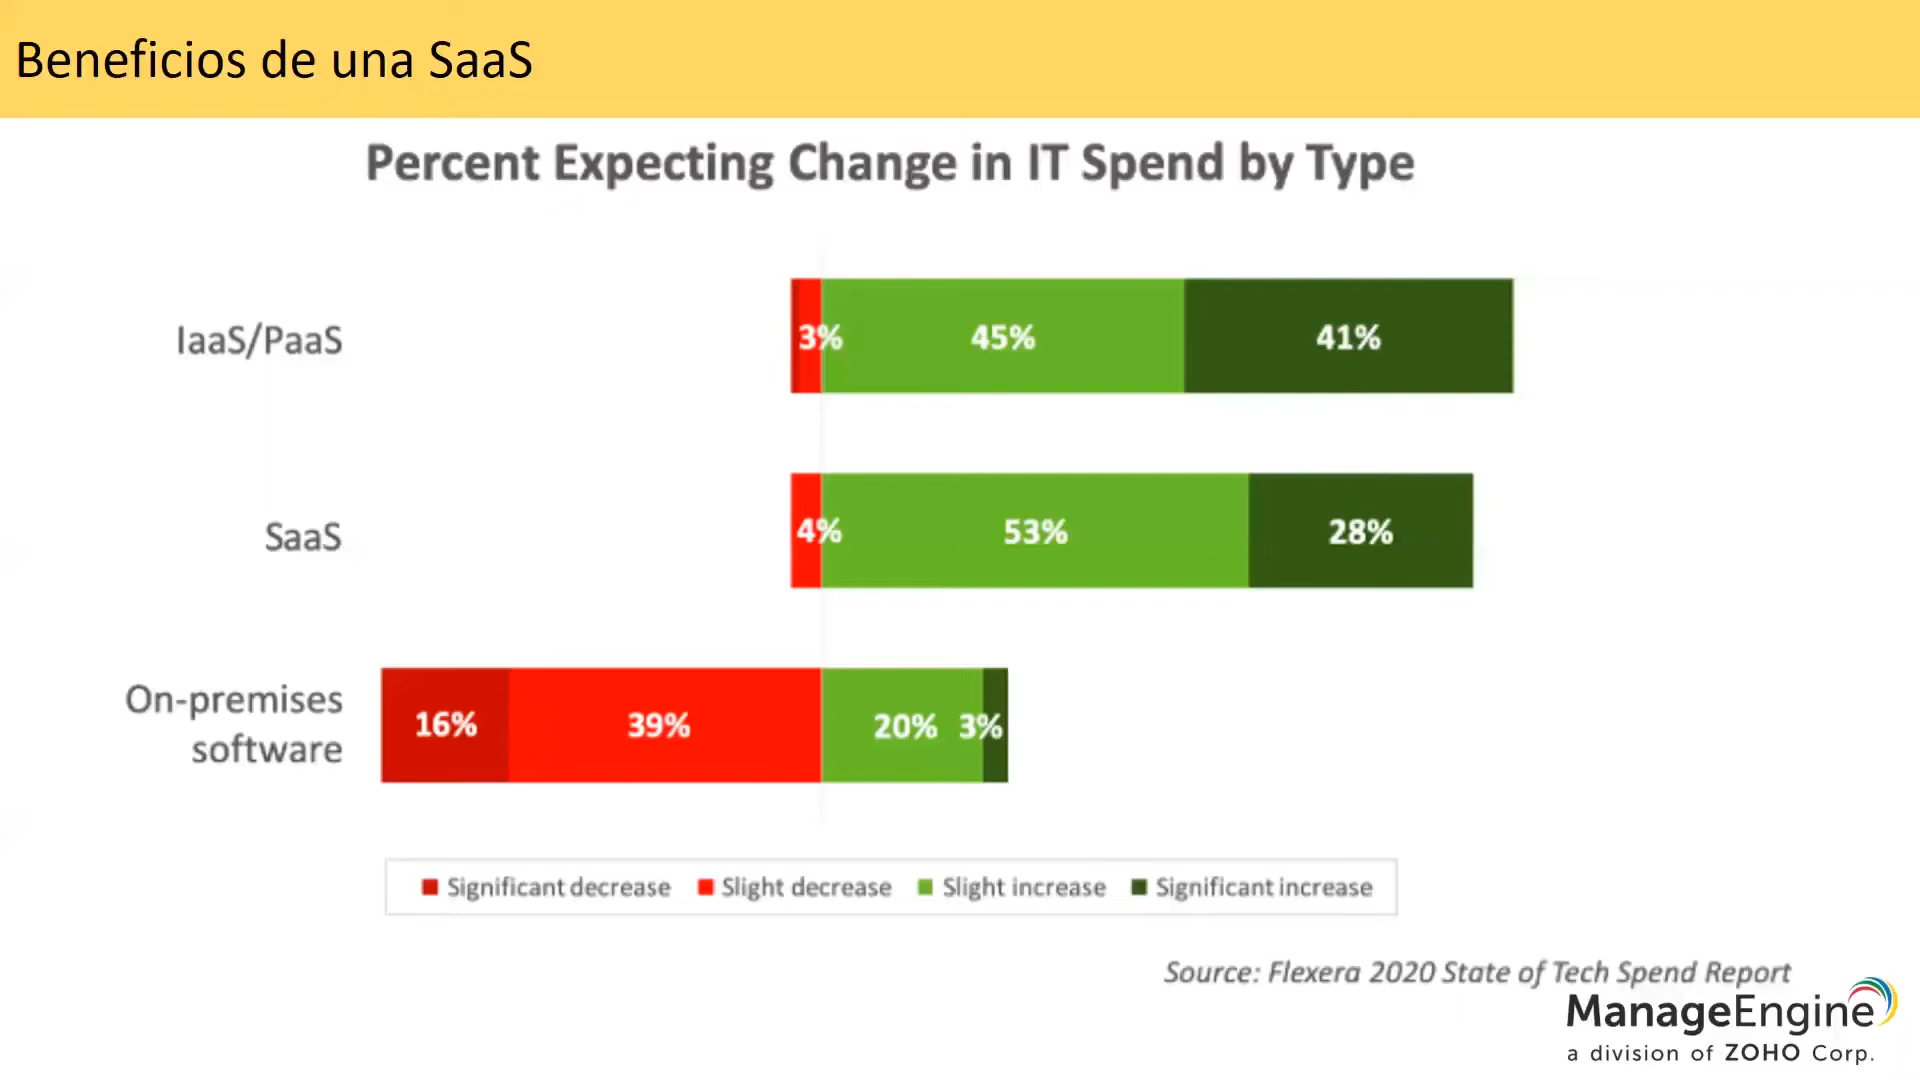 Beneficios de una SaaS
Percent Expecting Change in IT Spend by Type
IaaS/PaaS
3% 45% 41%
SaaS
4% 53% 28%
On-premises
software
16% 39% 20% 3%
Significant decrease Slight decrease Slight increase Significant increase
Source: Flexera 2020 State of Tech Spend Report
ManageEngine
a division of ZOHO Corp.